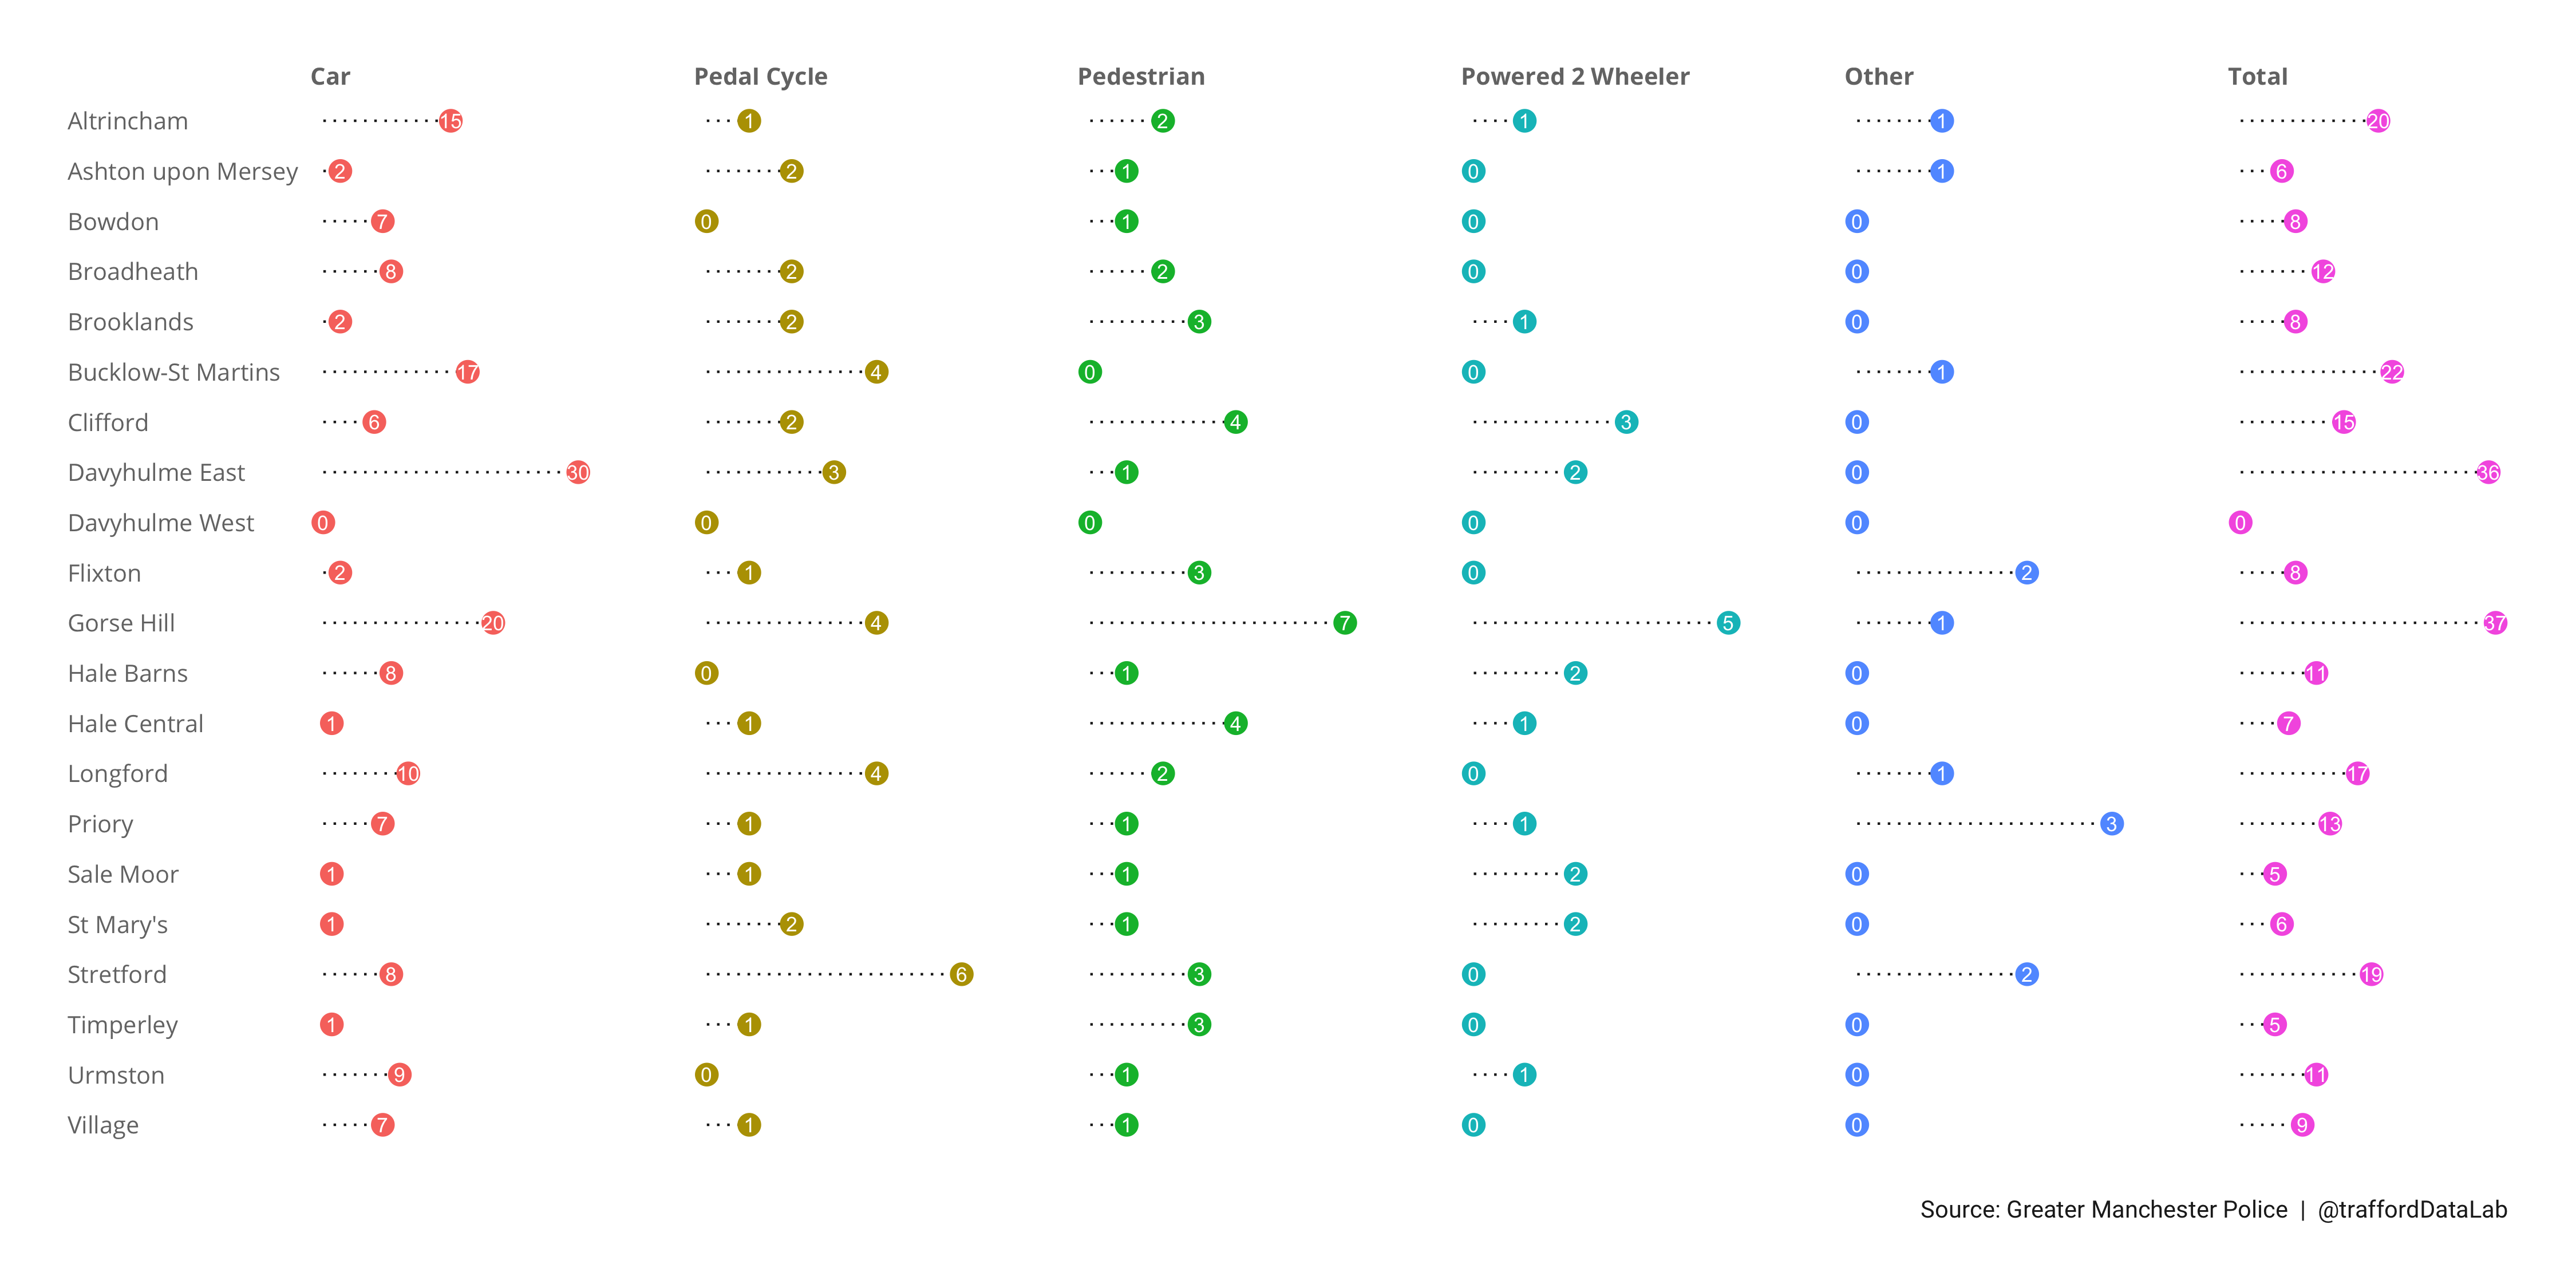 Car Pedal Cycle Pedestrian Powered 2 Wheeler Other Total
Altrincham 15 1 2 1 1 20
Ashton upon Mersey 2 2 1 0 1 6
Bowdon 7 0 1 0 0 8
Broadheath 8 2 2 0 0 12
Brooklands 2 2 3 1 0 8
Bucklow-St Martins 17 4 0 0 1 22
Clifford 6 2 4 3 0 15
Davyhulme East 30 3 1 2 0 36
Davyhulme West 0 0 0 0 0 0
Flixton 2 1 3 0 2 8
Gorse Hill 20 4 7 5 1 37
Hale Barns 8 0 1 2 0 11
Hale Central 1 1 4 1 0 7
Longford 10 4 2 0 1 17
Priory 7 1 1 1 3 13
Sale Moor 1 1 1 2 0 5
St Mary's 1 2 1 2 0 6
Stretford 8 6 3 0 2 19
Timperley 1 1 3 0 0 5
Urmston 9 0 1 1 0 11
Village 7 1 1 0 0 9
Source: Greater Manchester Police | @traffordDataLab